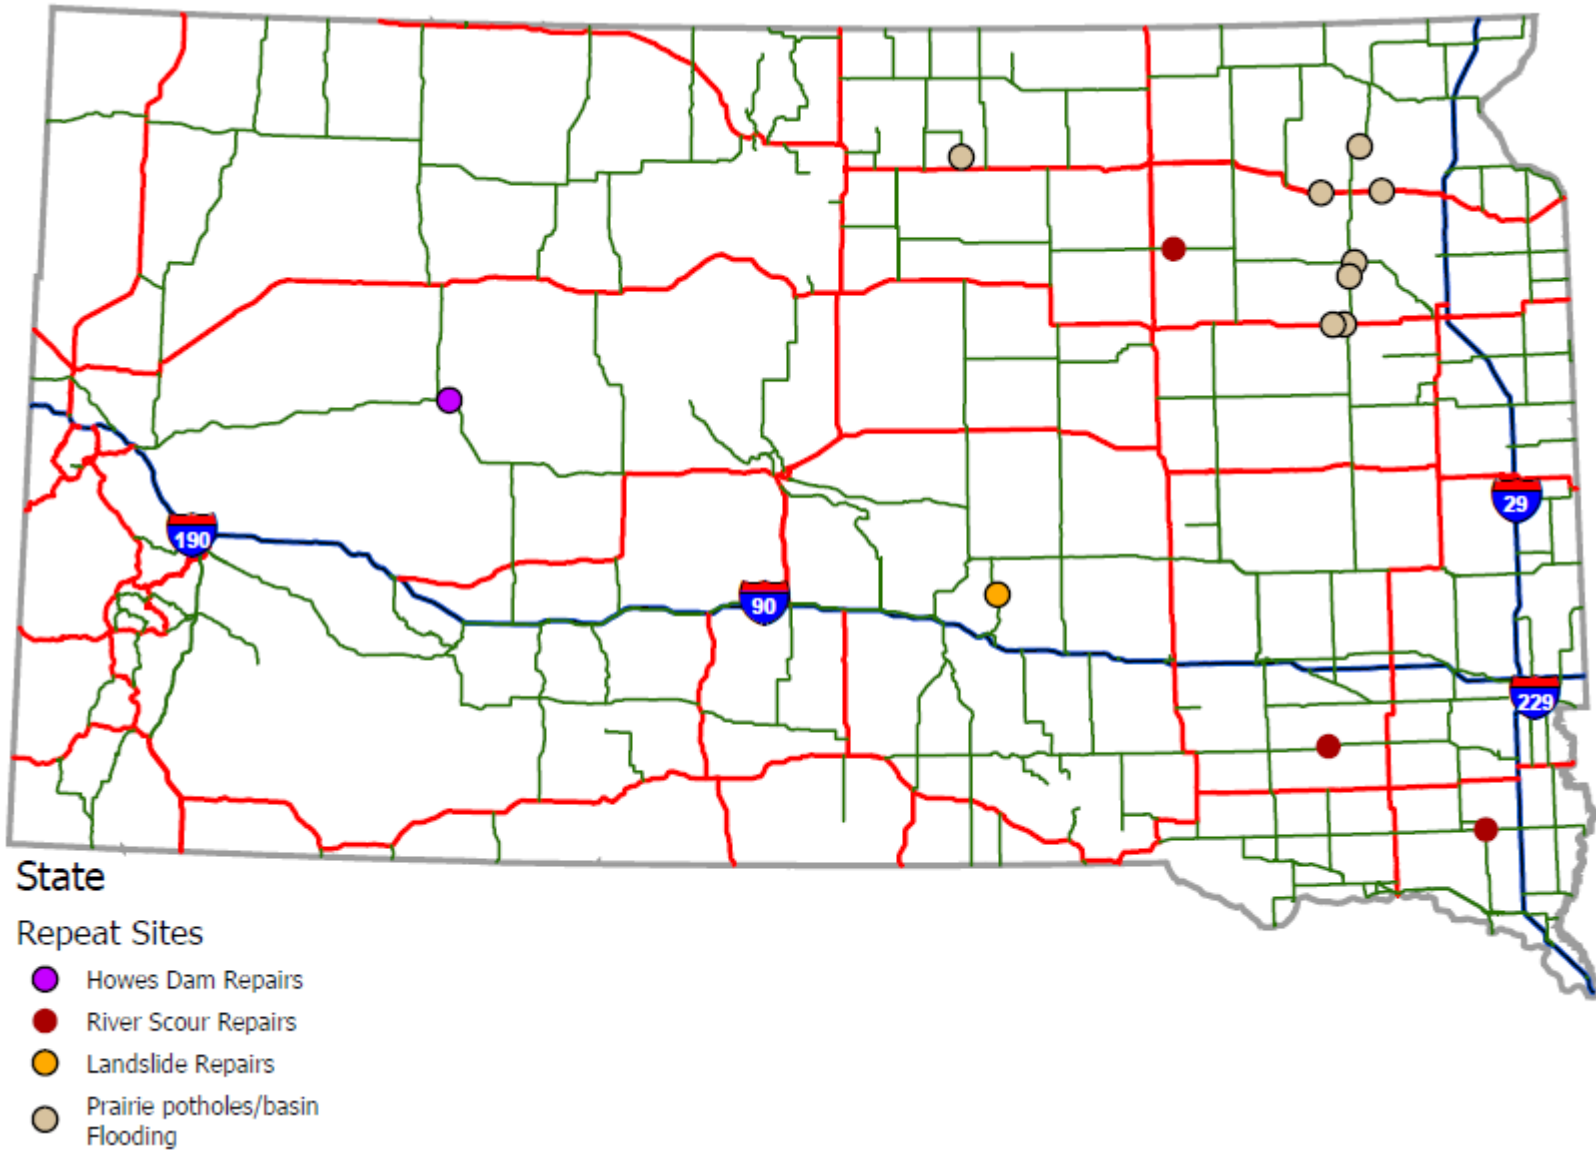 29
190
90
229
State
Repeat Sites
Howes Dam Repairs
River Scour Repairs
Landslide Repairs
Prairie potholes/basin
Flooding